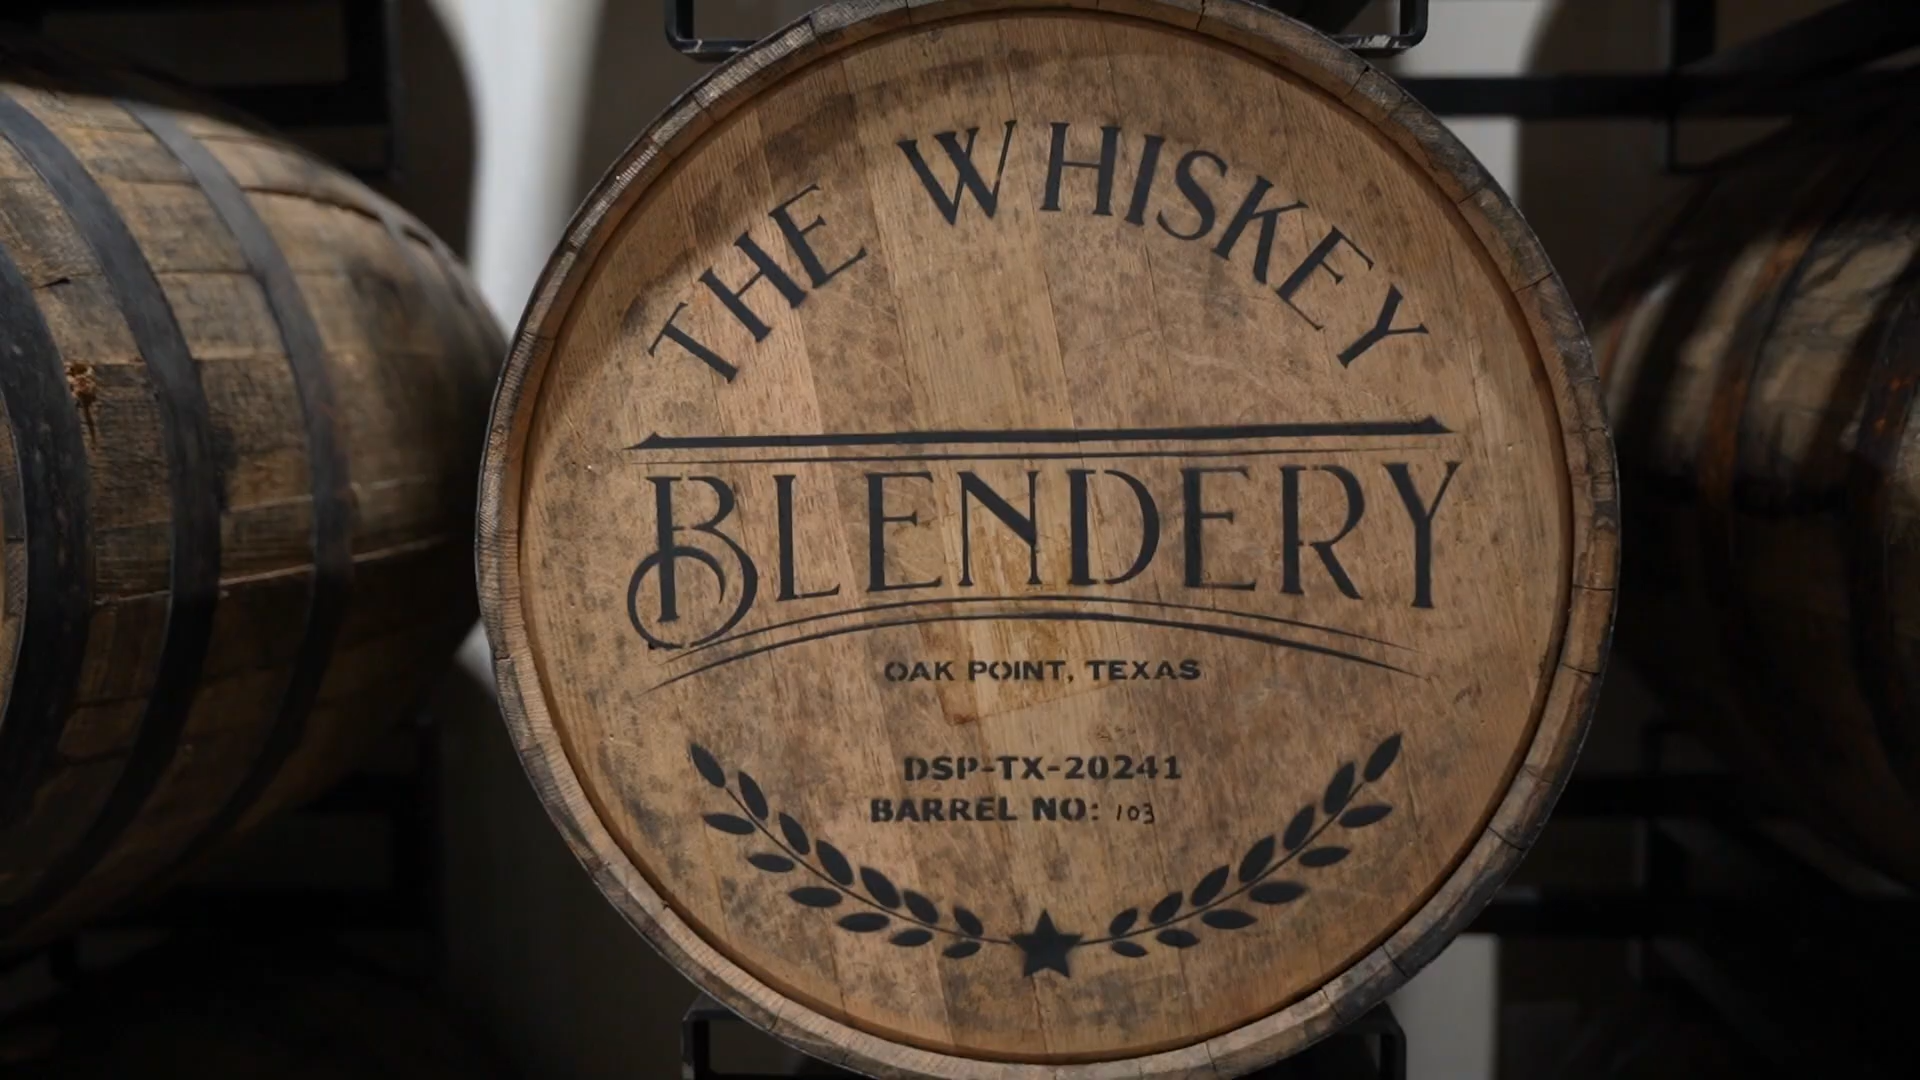 THE WHISKEY
BLENDERY
OAK POINT, TEXAS
DSP-TX-20241
BARREL NO: 103